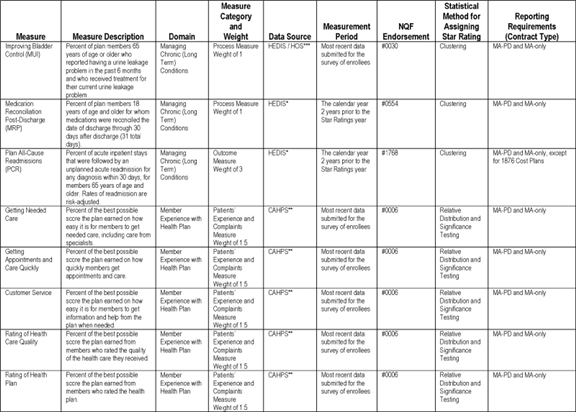 Measure Measure Description Domain Measure Category and Weight Data Source Measurement Period NQF Endorsement Statistical Method for Assigning Star Rating Reporting Requirements (Contract Type)
Improving Bladder Control (MUI) Percent of plan members 65 years of age or older who reported having a urine leakage problem in the past 6 months and who received treatment for their current urine leakage problem. Managing Chronic (Long Term) Conditions Process Measure Weight of 1 HEDIS / HOS*** Most recent data submitted for the survey of enrollees #0030 Clustering MA-PD and MA-only
Medication Reconciliation Post-Discharge (MRP) Percent of plan members 18 years of age and older for whom medications were reconciled the date of discharge through 30 days after discharge (31 total days). Managing Chronic (Long Term) Conditions Process Measure Weight of 1 HEDIS* The calendar year 2 years prior to the Star Ratings year #0554 Clustering MA-PD and MA-only
Plan All-Cause Readmissions (PCR) Percent of acute inpatient stays that were followed by an unplanned acute readmission for any diagnosis within 30 days, for members 65 years of age and older. Rates of readmission are risk-adjusted. Managing Chronic (Long Term) Conditions Outcome Measure Weight of 3 HEDIS* The calendar year 2 years prior to the Star Ratings year #1768 Clustering MA-PD and MA-only, except for 1876 Cost Plans
Getting Needed Care Percent of the best possible score the plan earned on how easy it is for members to get needed care, including care from specialists. Member Experience with Health Plan Patients' Experience and Complaints Measure Weight of 1.5 CAHPS** Most recent data submitted for the survey of enrollees #0006 Relative Distribution and Significance Testing MA-PD and MA-only
Getting Appointments and Care Quickly Percent of the best possible score the plan earned on how quickly members get appointments and care. Member Experience with Health Plan Patients' Experience and Complaints Measure Weight of 1.5 CAHPS** Most recent data submitted for the survey of enrollees #0006 Relative Distribution and Significance Testing MA-PD and MA-only
Customer Service Percent of the best possible score the plan earned on how easy it is for members to get information and help from the plan when needed. Member Experience with Health Plan Patients' Experience and Complaints Measure Weight of 1.5 CAHPS** Most recent data submitted for the survey of enrollees #0006 Relative Distribution and Significance Testing MA-PD and MA-only
Rating of Health Care Quality Percent of the best possible score the plan earned from members who rated the quality of the health care they received. Member Experience with Health Plan Patients' Experience and Complaints Measure Weight of 1.5 CAHPS** Most recent data submitted for the survey of enrollees #0006 Relative Distribution and Significance Testing MA-PD and MA-only
Rating of Health Plan Percent of the best possible score the plan earned from members who rated the health plan. Member Experience with Health Plan Patients' Experience and Complaints Measure Weight of 1.5 CAHPS** Most recent data submitted for the survey of enrollees #0006 Relative Distribution and Significance Testing MA-PD and MA-only